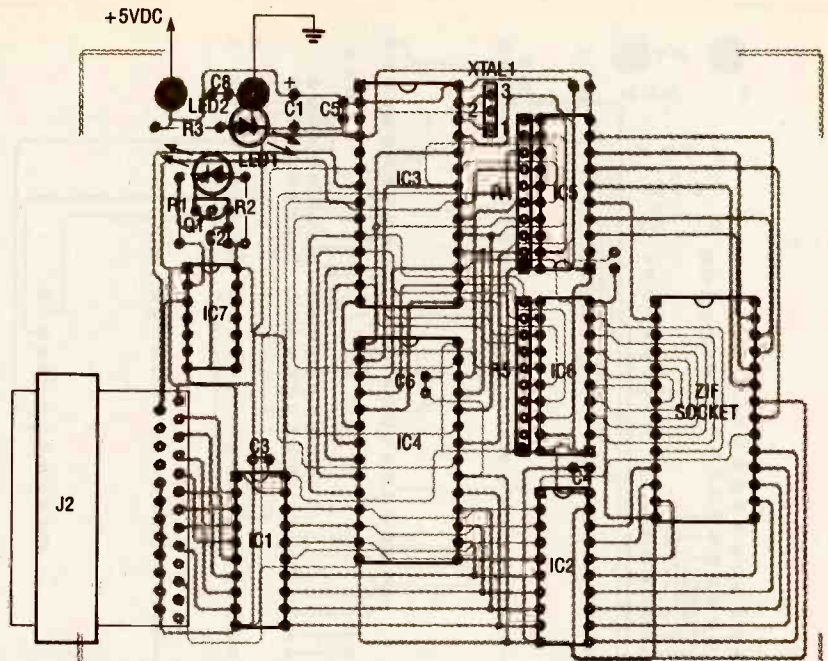 +5VDC
XTAL1
C8
+
3
LED2
C1
C5
2
R3
1
LED1
IC3
R4
IC5
R1
R2
Q1
C2
IC7
R5
IC6
C6
ZIF
SOCKET
IC4
C3
J2
IC1
IC2